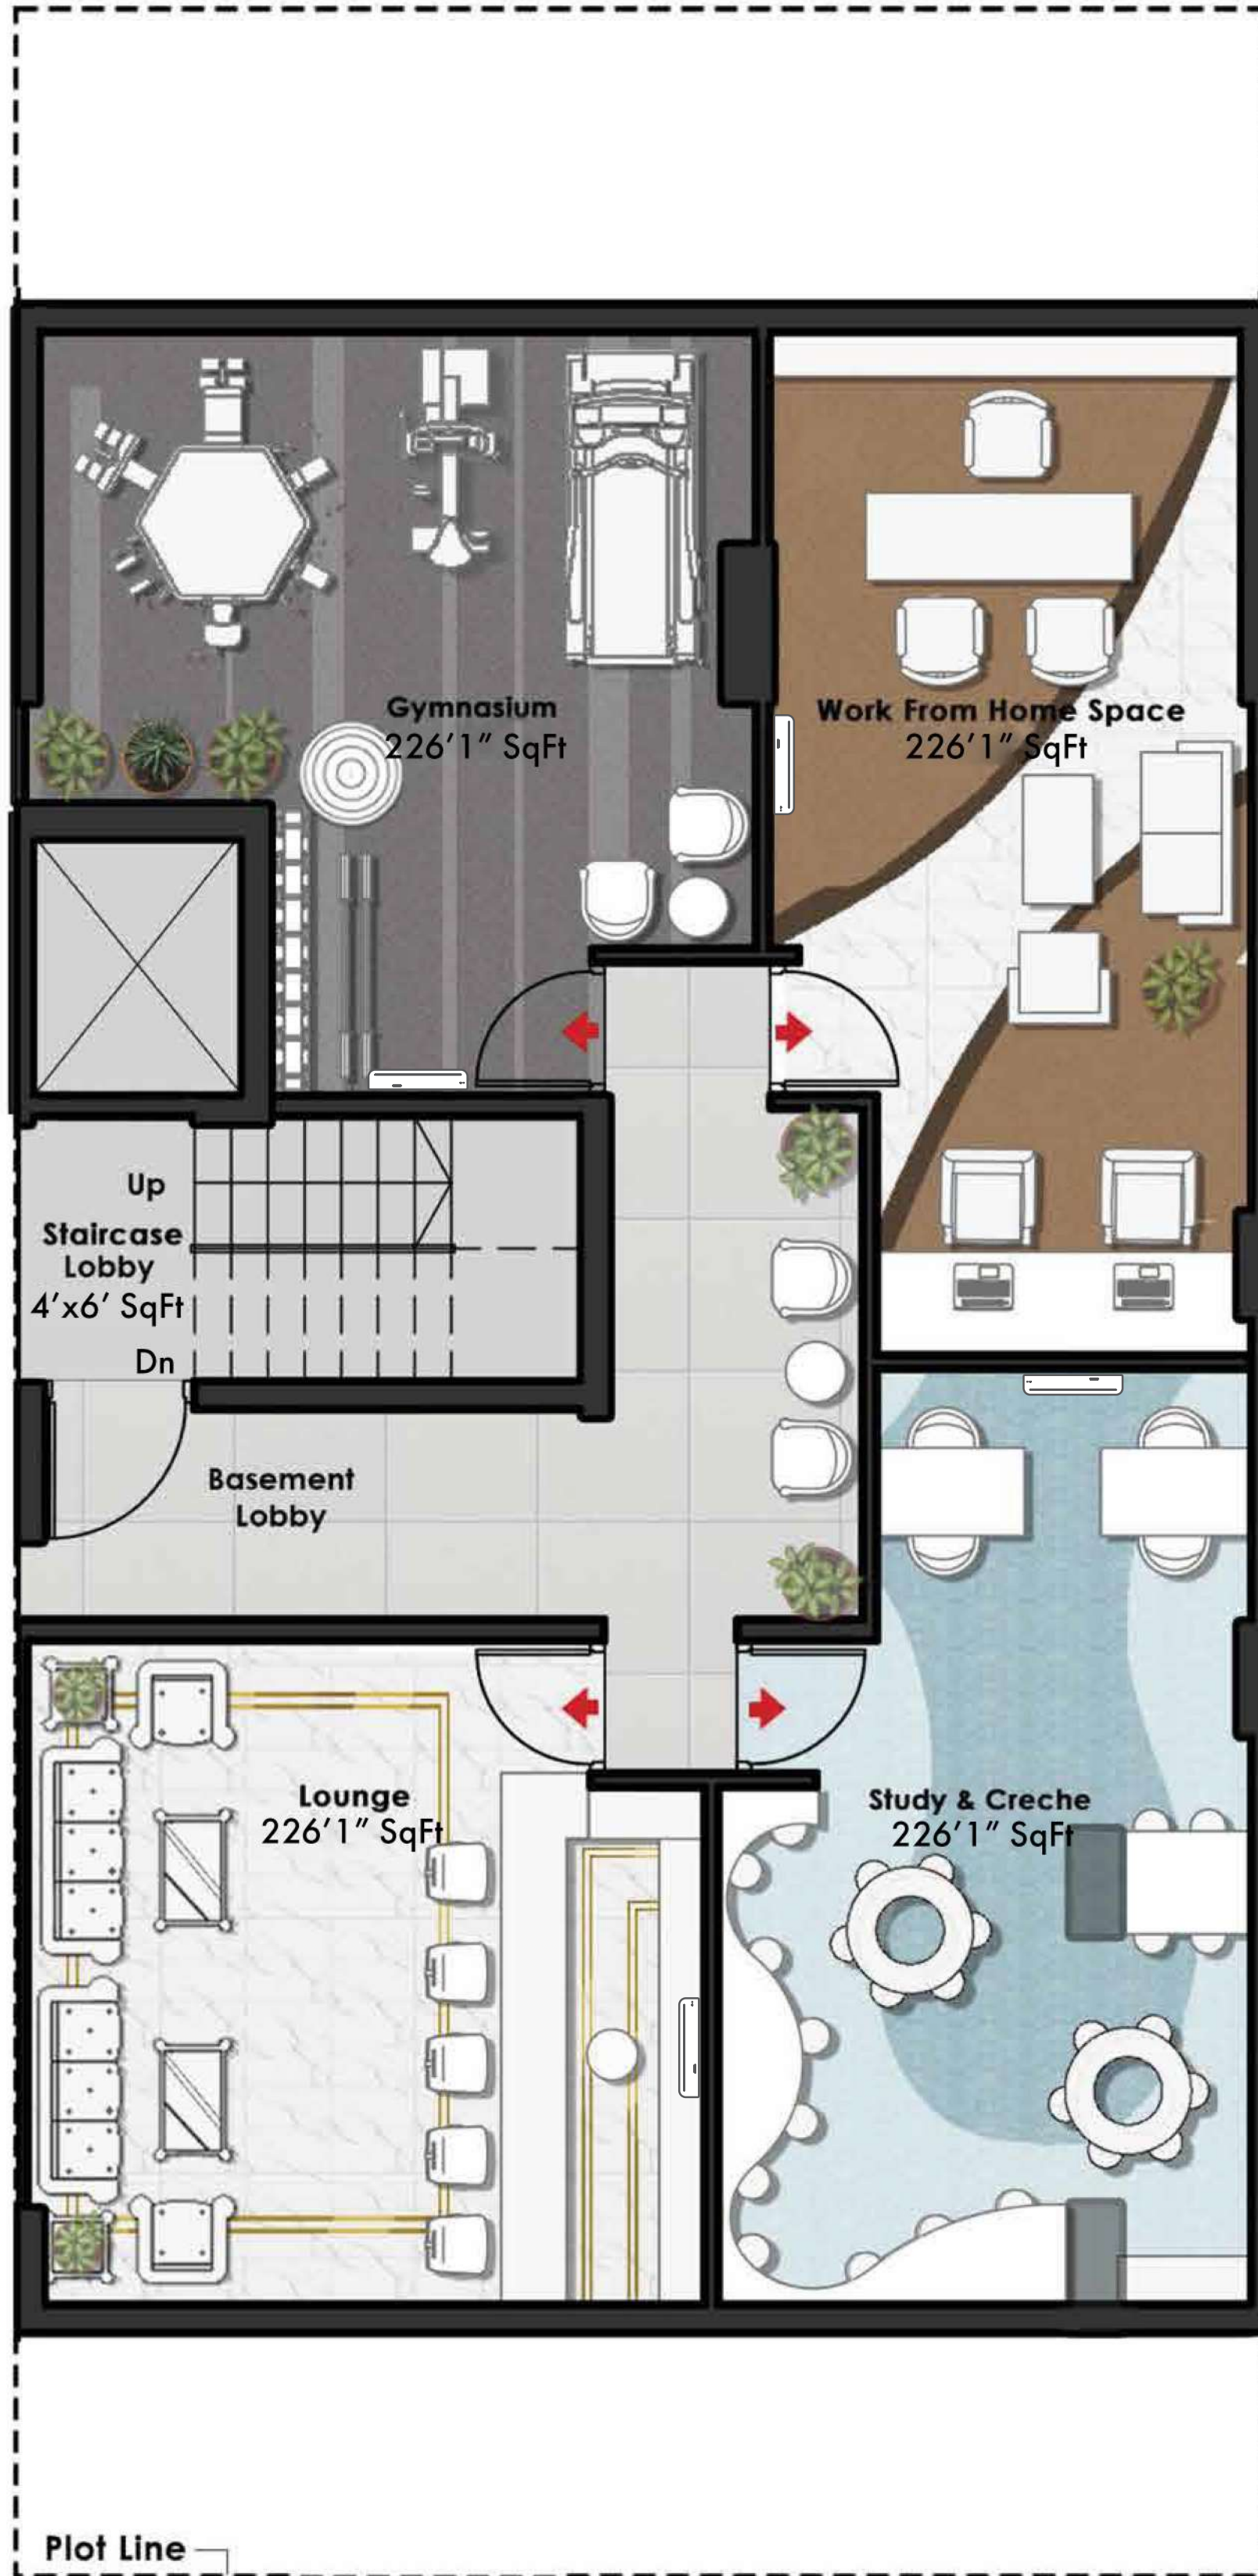 Gymnasium
226’1” SqFt
Work From Home Space
226’1” SqFt
Up
Staircase
Lobby
4’x6’ SqFt
Dn
Basement
Lobby
Lounge
226’1” SqFt
Study & Creche
226’1” SqFt
Plot Line